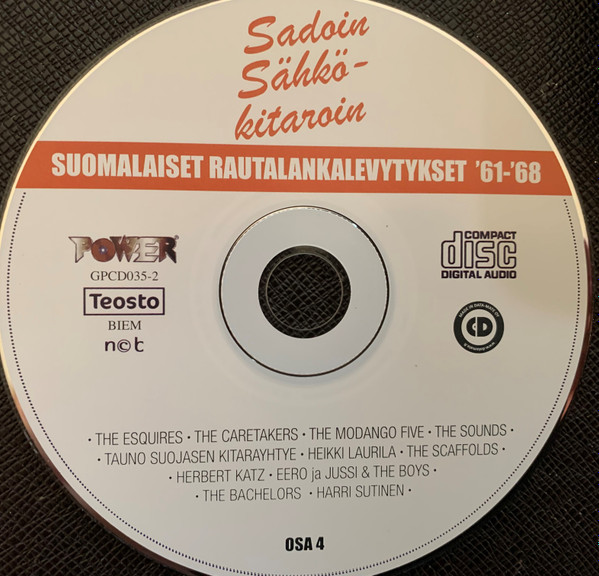 Sadoin
Sähkö-
kitaroin
SUOMALAISET RAUTALANKALEVYTYKSET '61-'68
POWER
GPCD035-2
Teosto
BIEM
n©b
COMPACT
disc
DIGITAL AUDIO
CD
• THE ESQUIRES • THE CARETAKERS • THE MODANGO FIVE • THE SOUNDS •
• TAUNO SUOJASEN KITARAYHTYE • HEIKKI LAURILA • THE SCAFFOLDS •
• HERBERT KATZ • EERO ja JUSSI & THE BOYS •
• THE BACHELORS • HARRI SUTINEN •
OSA 4